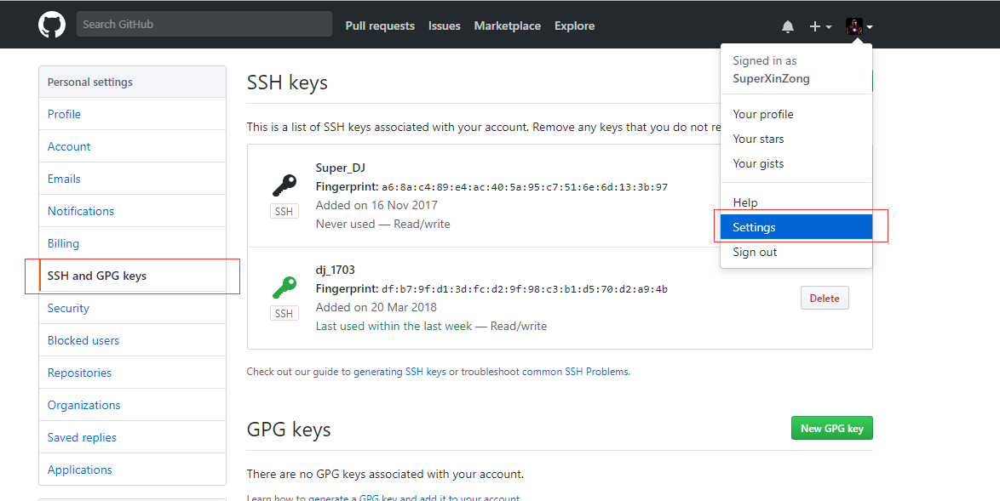 Search GitHub
Pull requests
Issues
Marketplace
Explore
Signed in as
SuperXinZong
Your profile
Your stars
Your gists
Help
Settings
Sign out
Personal settings
Profile
Account
Emails
Notifications
Billing
SSH and GPG keys
Security
Blocked users
Repositories
Organizations
Saved replies
Applications
SSH keys
This is a list of SSH keys associated with your account. Remove any keys that you do not re
Super_DJ
Fingerprint: a6:8a:c4:89:e4:ac:40:5a:95:c7:51:6e:6d:13:3b:97
SSH
Added on 16 Nov 2017
Never used — Read/write
dj_1703
Fingerprint: df:b7:9f:d1:3d:fc:d2:9f:98:c3:b1:d5:70:d2:a9:4b
SSH
Added on 20 Mar 2018
Last used within the last week — Read/write
Delete
Check out our guide to generating SSH keys or troubleshoot common SSH Problems.
GPG keys
New GPG key
There are no GPG keys associated with your account.
Learn how to generate a GPG key and add it to your account